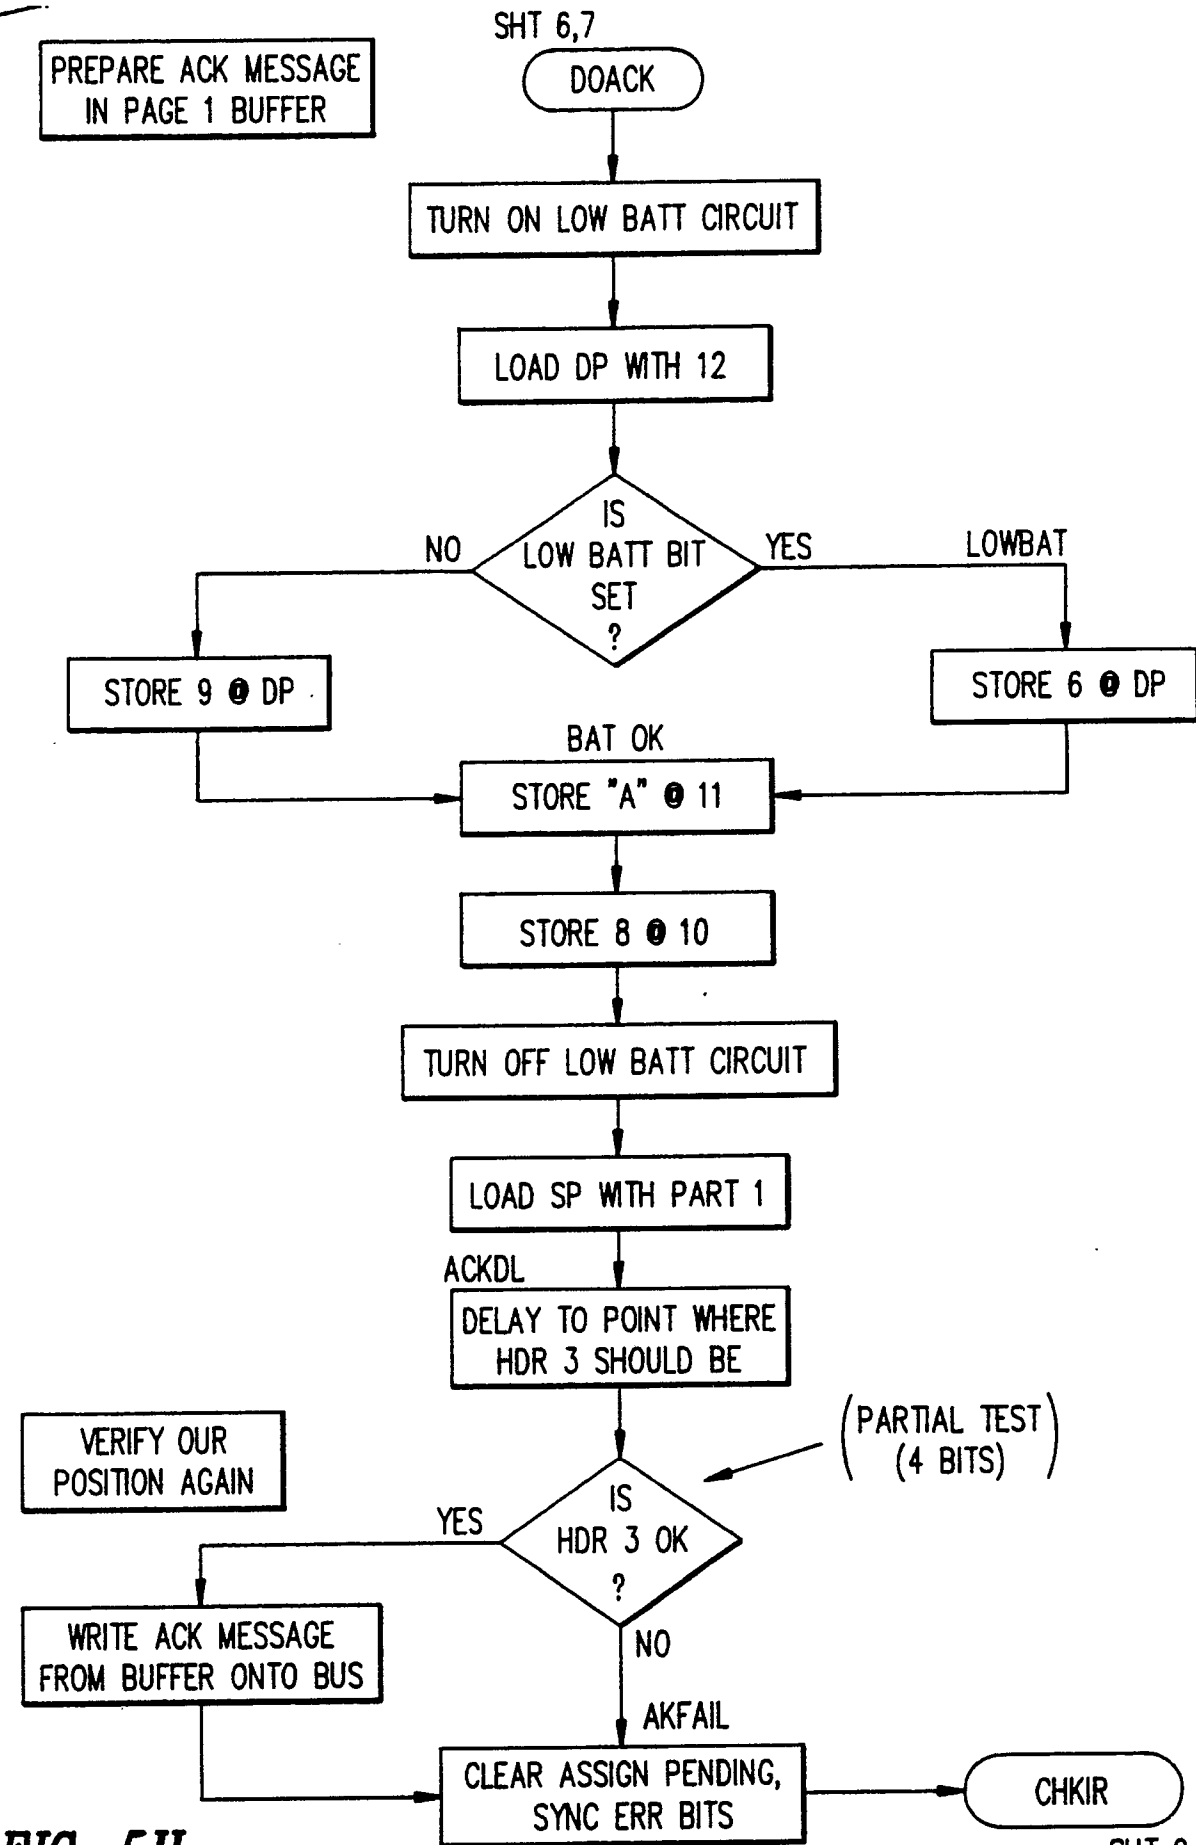 SHT 6,7
PREPARE ACK MESSAGE
IN PAGE 1 BUFFER
DOACK
TURN ON LOW BATT CIRCUIT
LOAD DP WITH 12
IS
LOW BATT BIT
SET
?
NO
YES
LOWBAT
STORE 9 @ DP
STORE 6 @ DP
BAT OK
STORE "A" @ 11
STORE 8 @ 10
TURN OFF LOW BATT CIRCUIT
LOAD SP WITH PART 1
ACKDL
DELAY TO POINT WHERE
HDR 3 SHOULD BE
(PARTIAL TEST)
(4 BITS)
VERIFY OUR
POSITION AGAIN
IS
HDR 3 OK
?
YES
NO
WRITE ACK MESSAGE
FROM BUFFER ONTO BUS
AKFAIL
CLEAR ASSIGN PENDING,
SYNC ERR BITS
CHKIR
SHT
FIG.